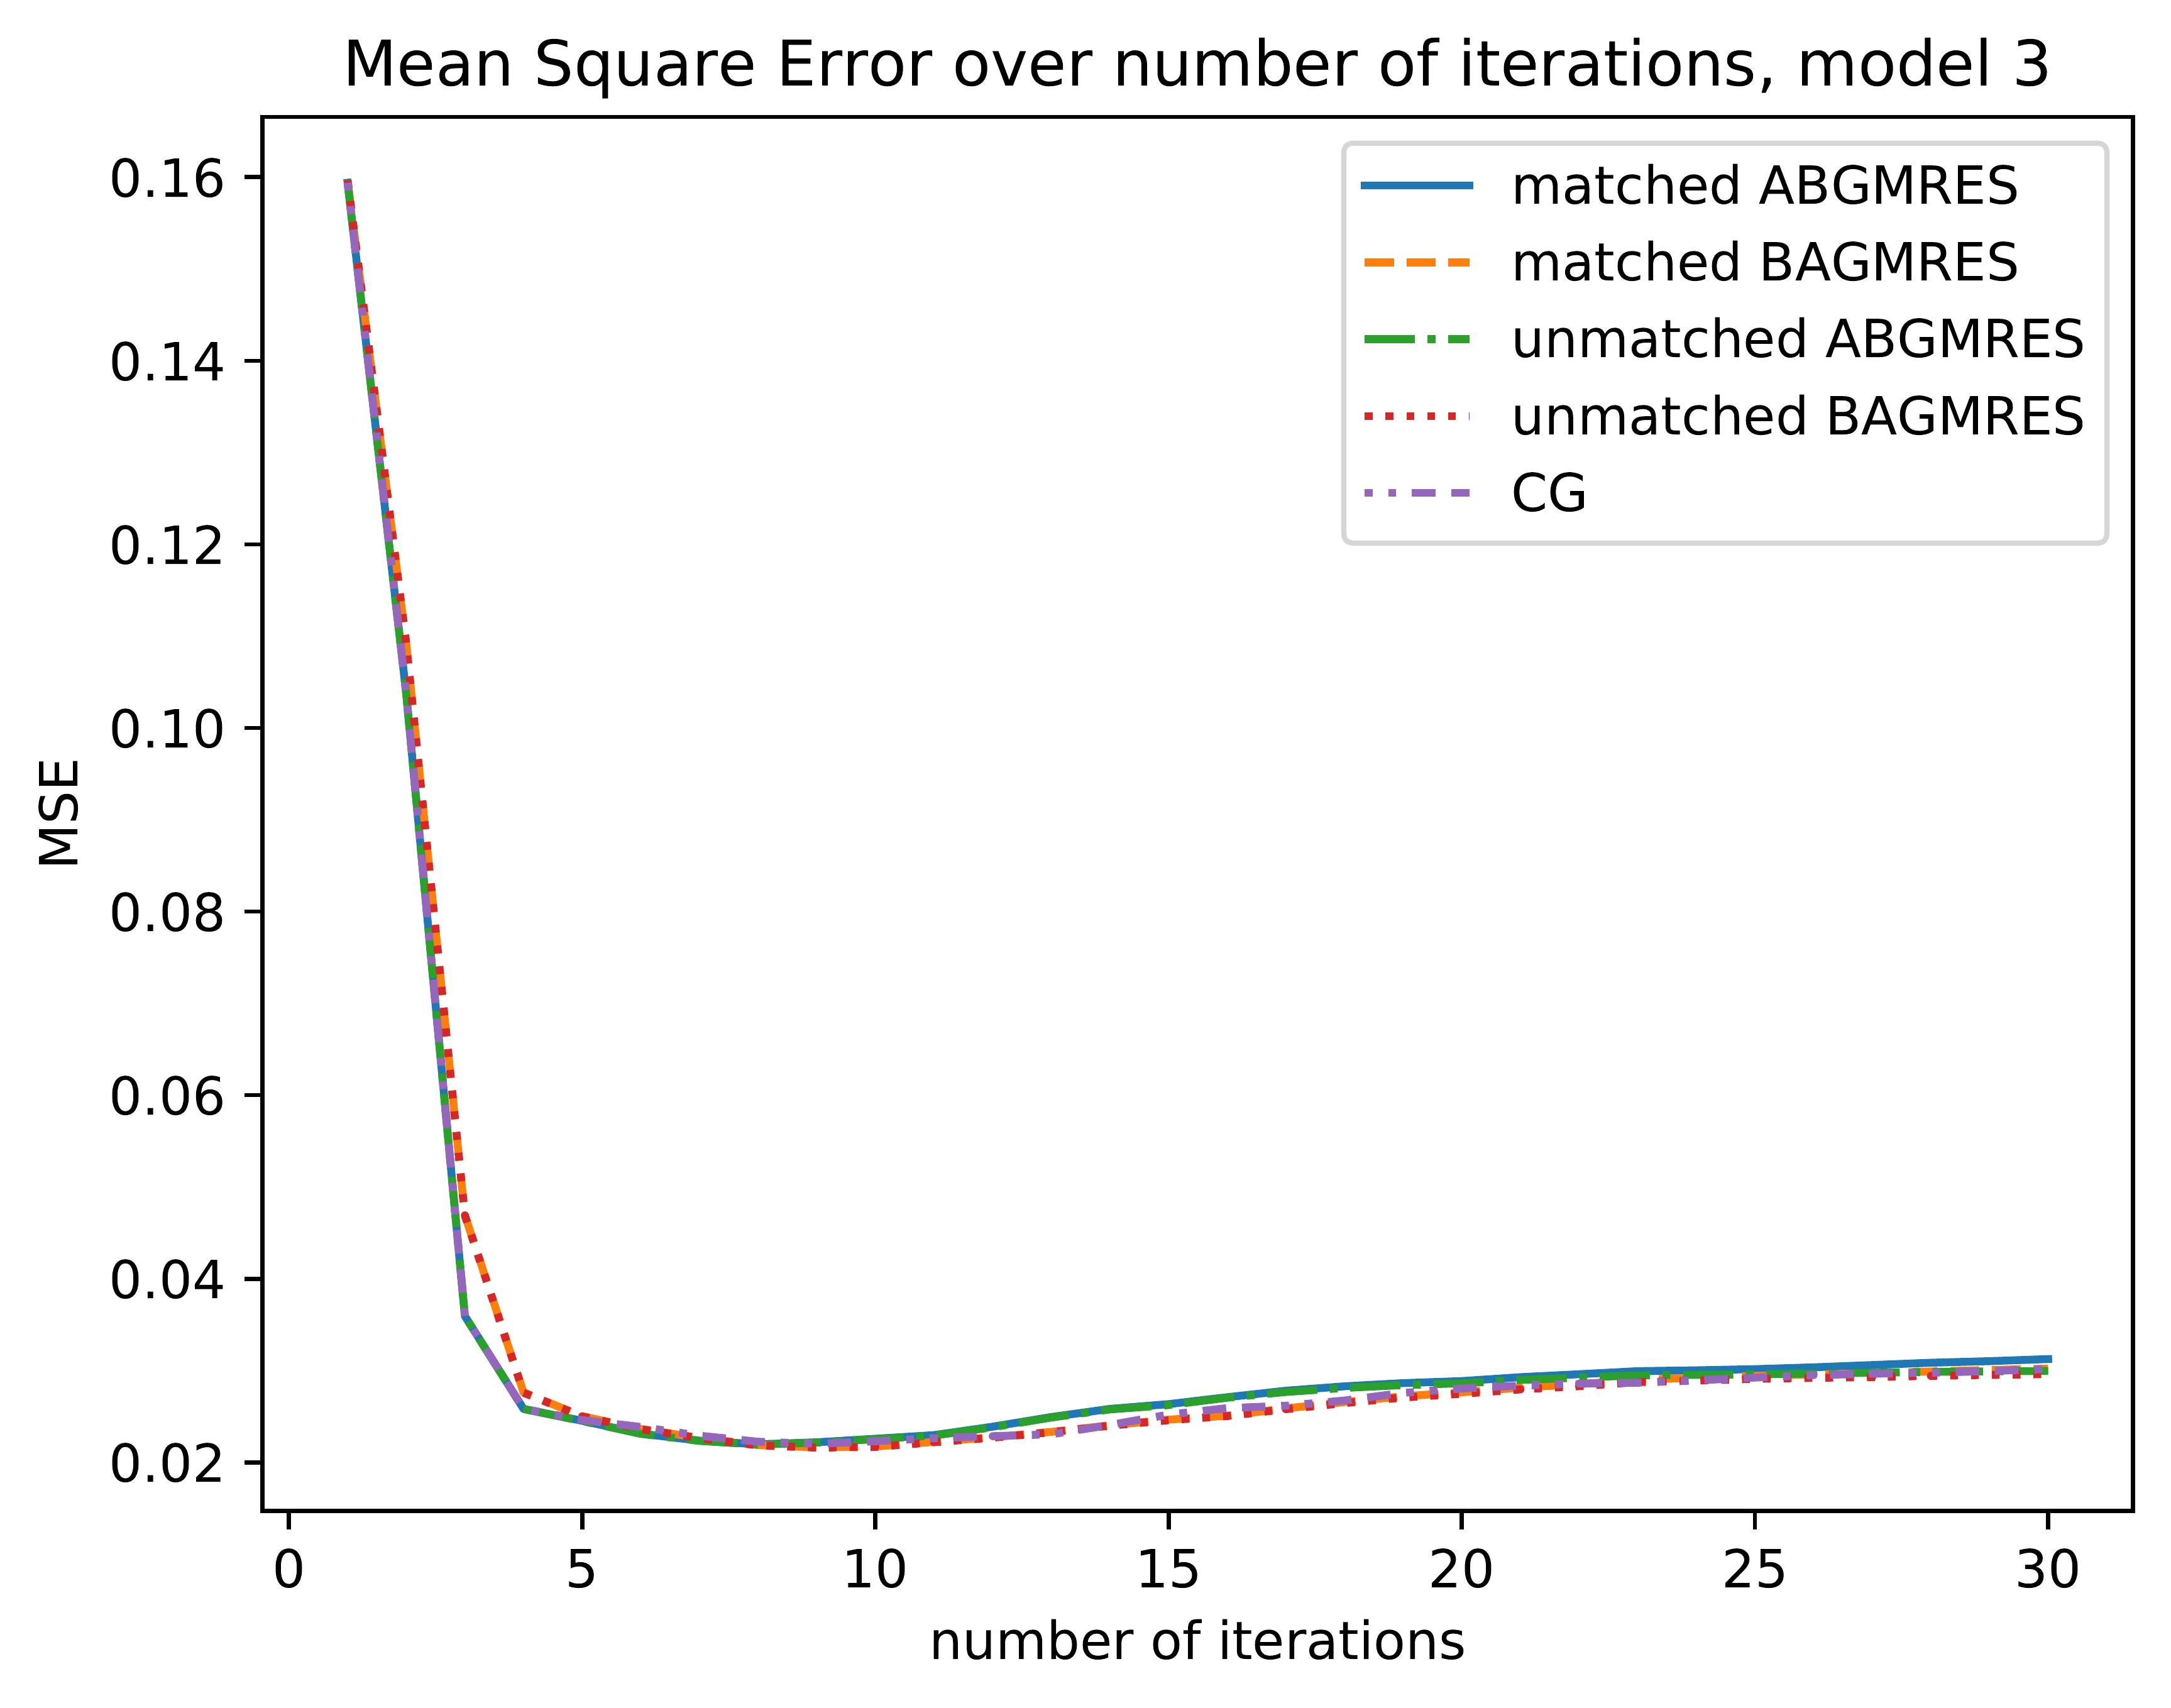 Mean Square Error over number of iterations, model 3
matched ABGMRES
matched BAGMRES
unmatched ABGMRES
unmatched BAGMRES
CG
MSE
0.16
0.14
0.12
0.10
0.08
0.06
0.04
0.02
0 5 10 15 20 25 30
number of iterations